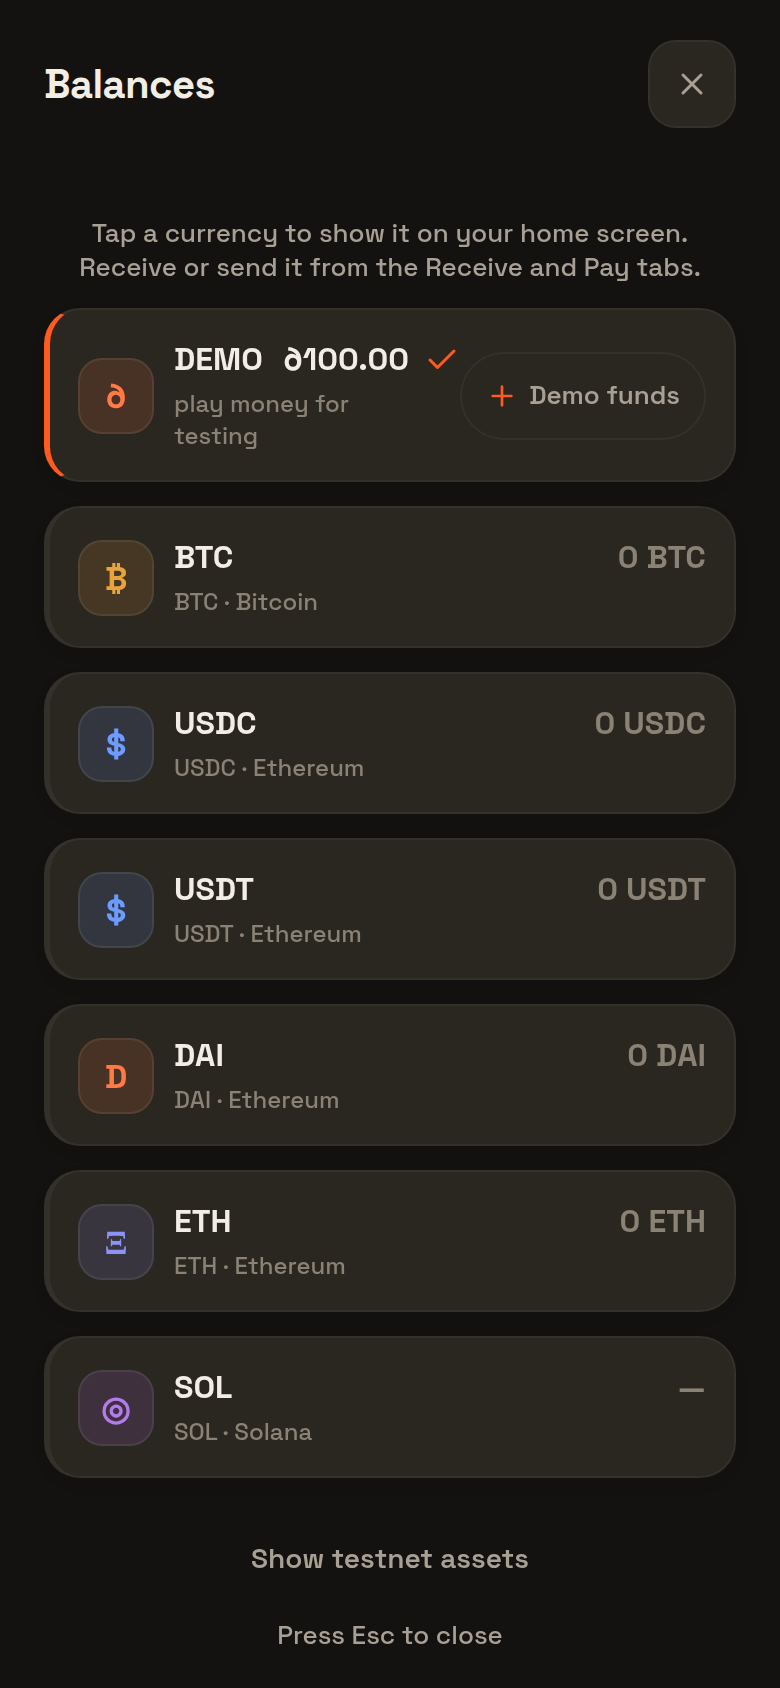 Balances
Tap a currency to show it on your home screen.
Receive or send it from the Receive and Pay tabs.
∂
DEMO ∂100.00
play money for
testing
+ Demo funds
₿
BTC
0 BTC
BTC · Bitcoin
$
USDC
0 USDC
USDC · Ethereum
$
USDT
0 USDT
USDT · Ethereum
D
DAI
0 DAI
DAI · Ethereum
Ξ
ETH
0 ETH
ETH · Ethereum
◎
SOL
—
SOL · Solana
Show testnet assets
Press Esc to close